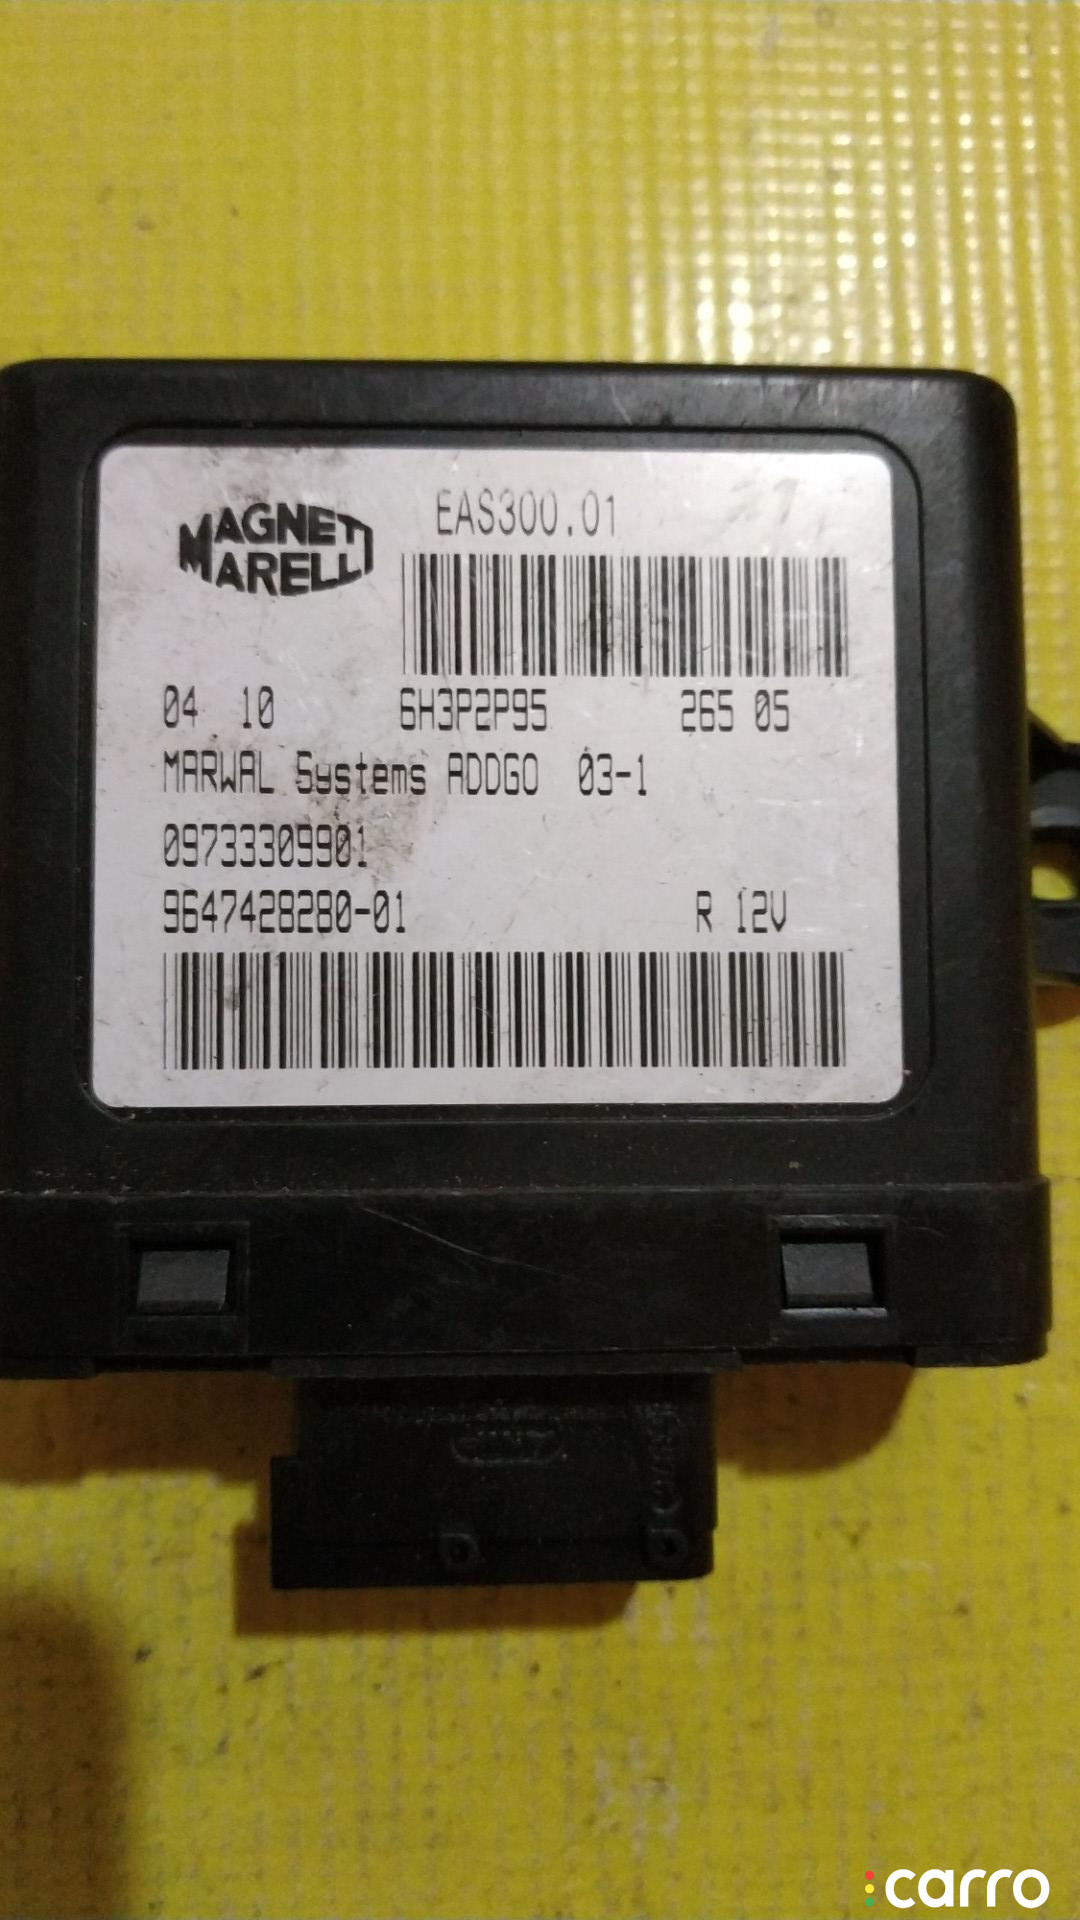 MAGNETI
MARELLI
EAS300.01
04 10 6H3P2P95 265 05
MARWAL Systems ADDGO 03-1
09733309901
9647428280-01 R 12V
carro